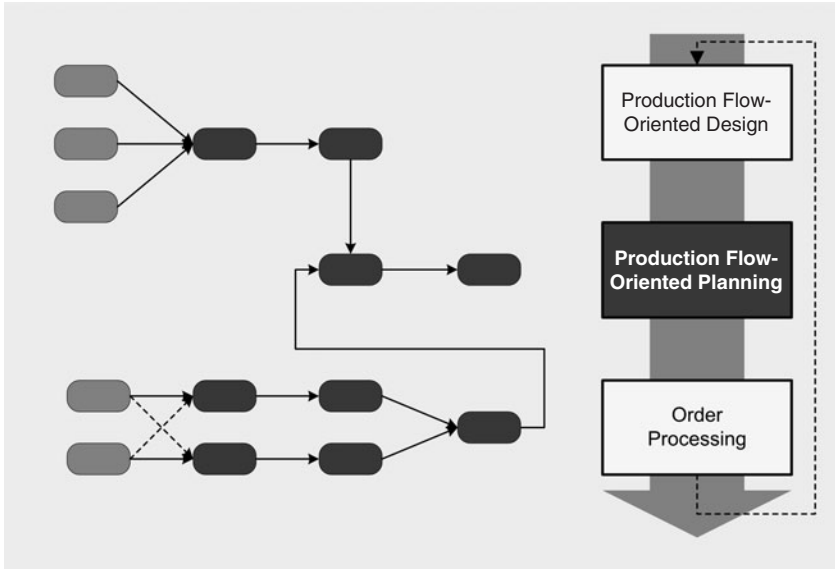 Production Flow-
Oriented Design
Production Flow-
Oriented Planning
Order
Processing